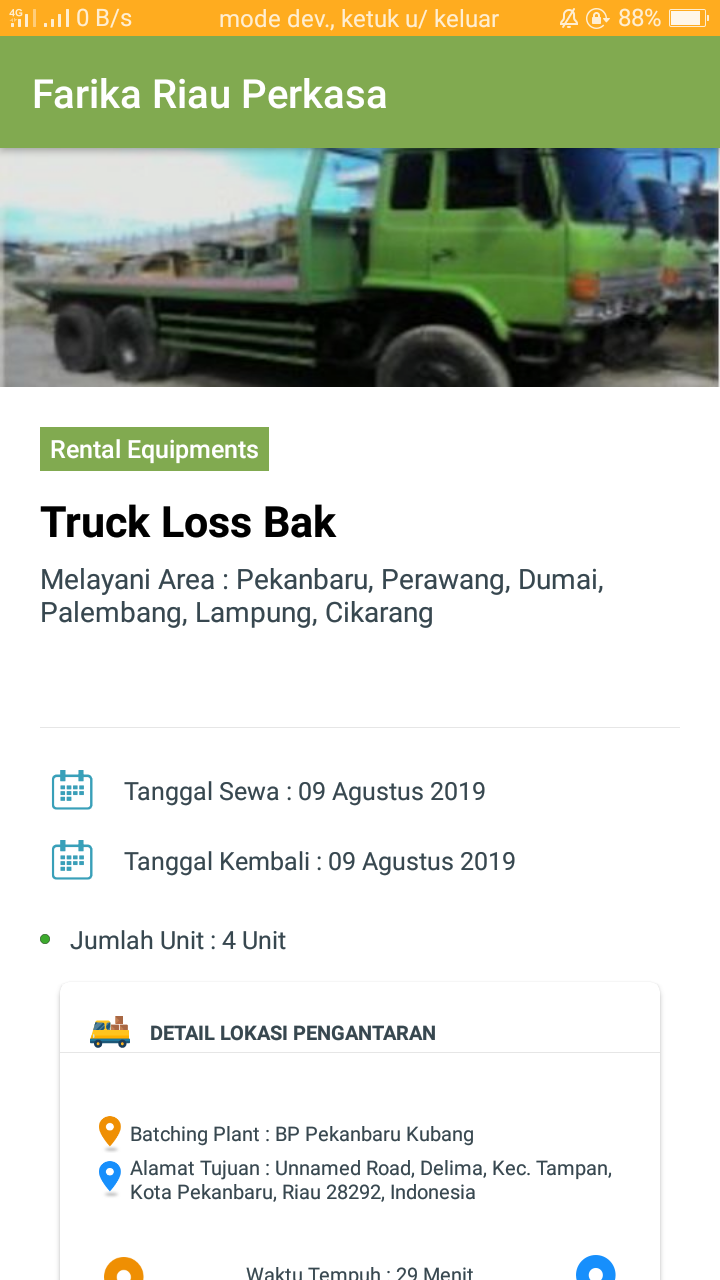 4G 0 B/s mode dev., ketuk u/ keluar 88%
Farika Riau Perkasa
Rental Equipments
Truck Loss Bak
Melayani Area : Pekanbaru, Perawang, Dumai,
Palembang, Lampung, Cikarang
Tanggal Sewa : 09 Agustus 2019
Tanggal Kembali : 09 Agustus 2019
Jumlah Unit : 4 Unit
DETAIL LOKASI PENGANTARAN
Batching Plant : BP Pekanbaru Kubang
Alamat Tujuan : Unnamed Road, Delima, Kec. Tampan,
Kota Pekanbaru, Riau 28292, Indonesia
Waktu Tempuh : 29 Menit